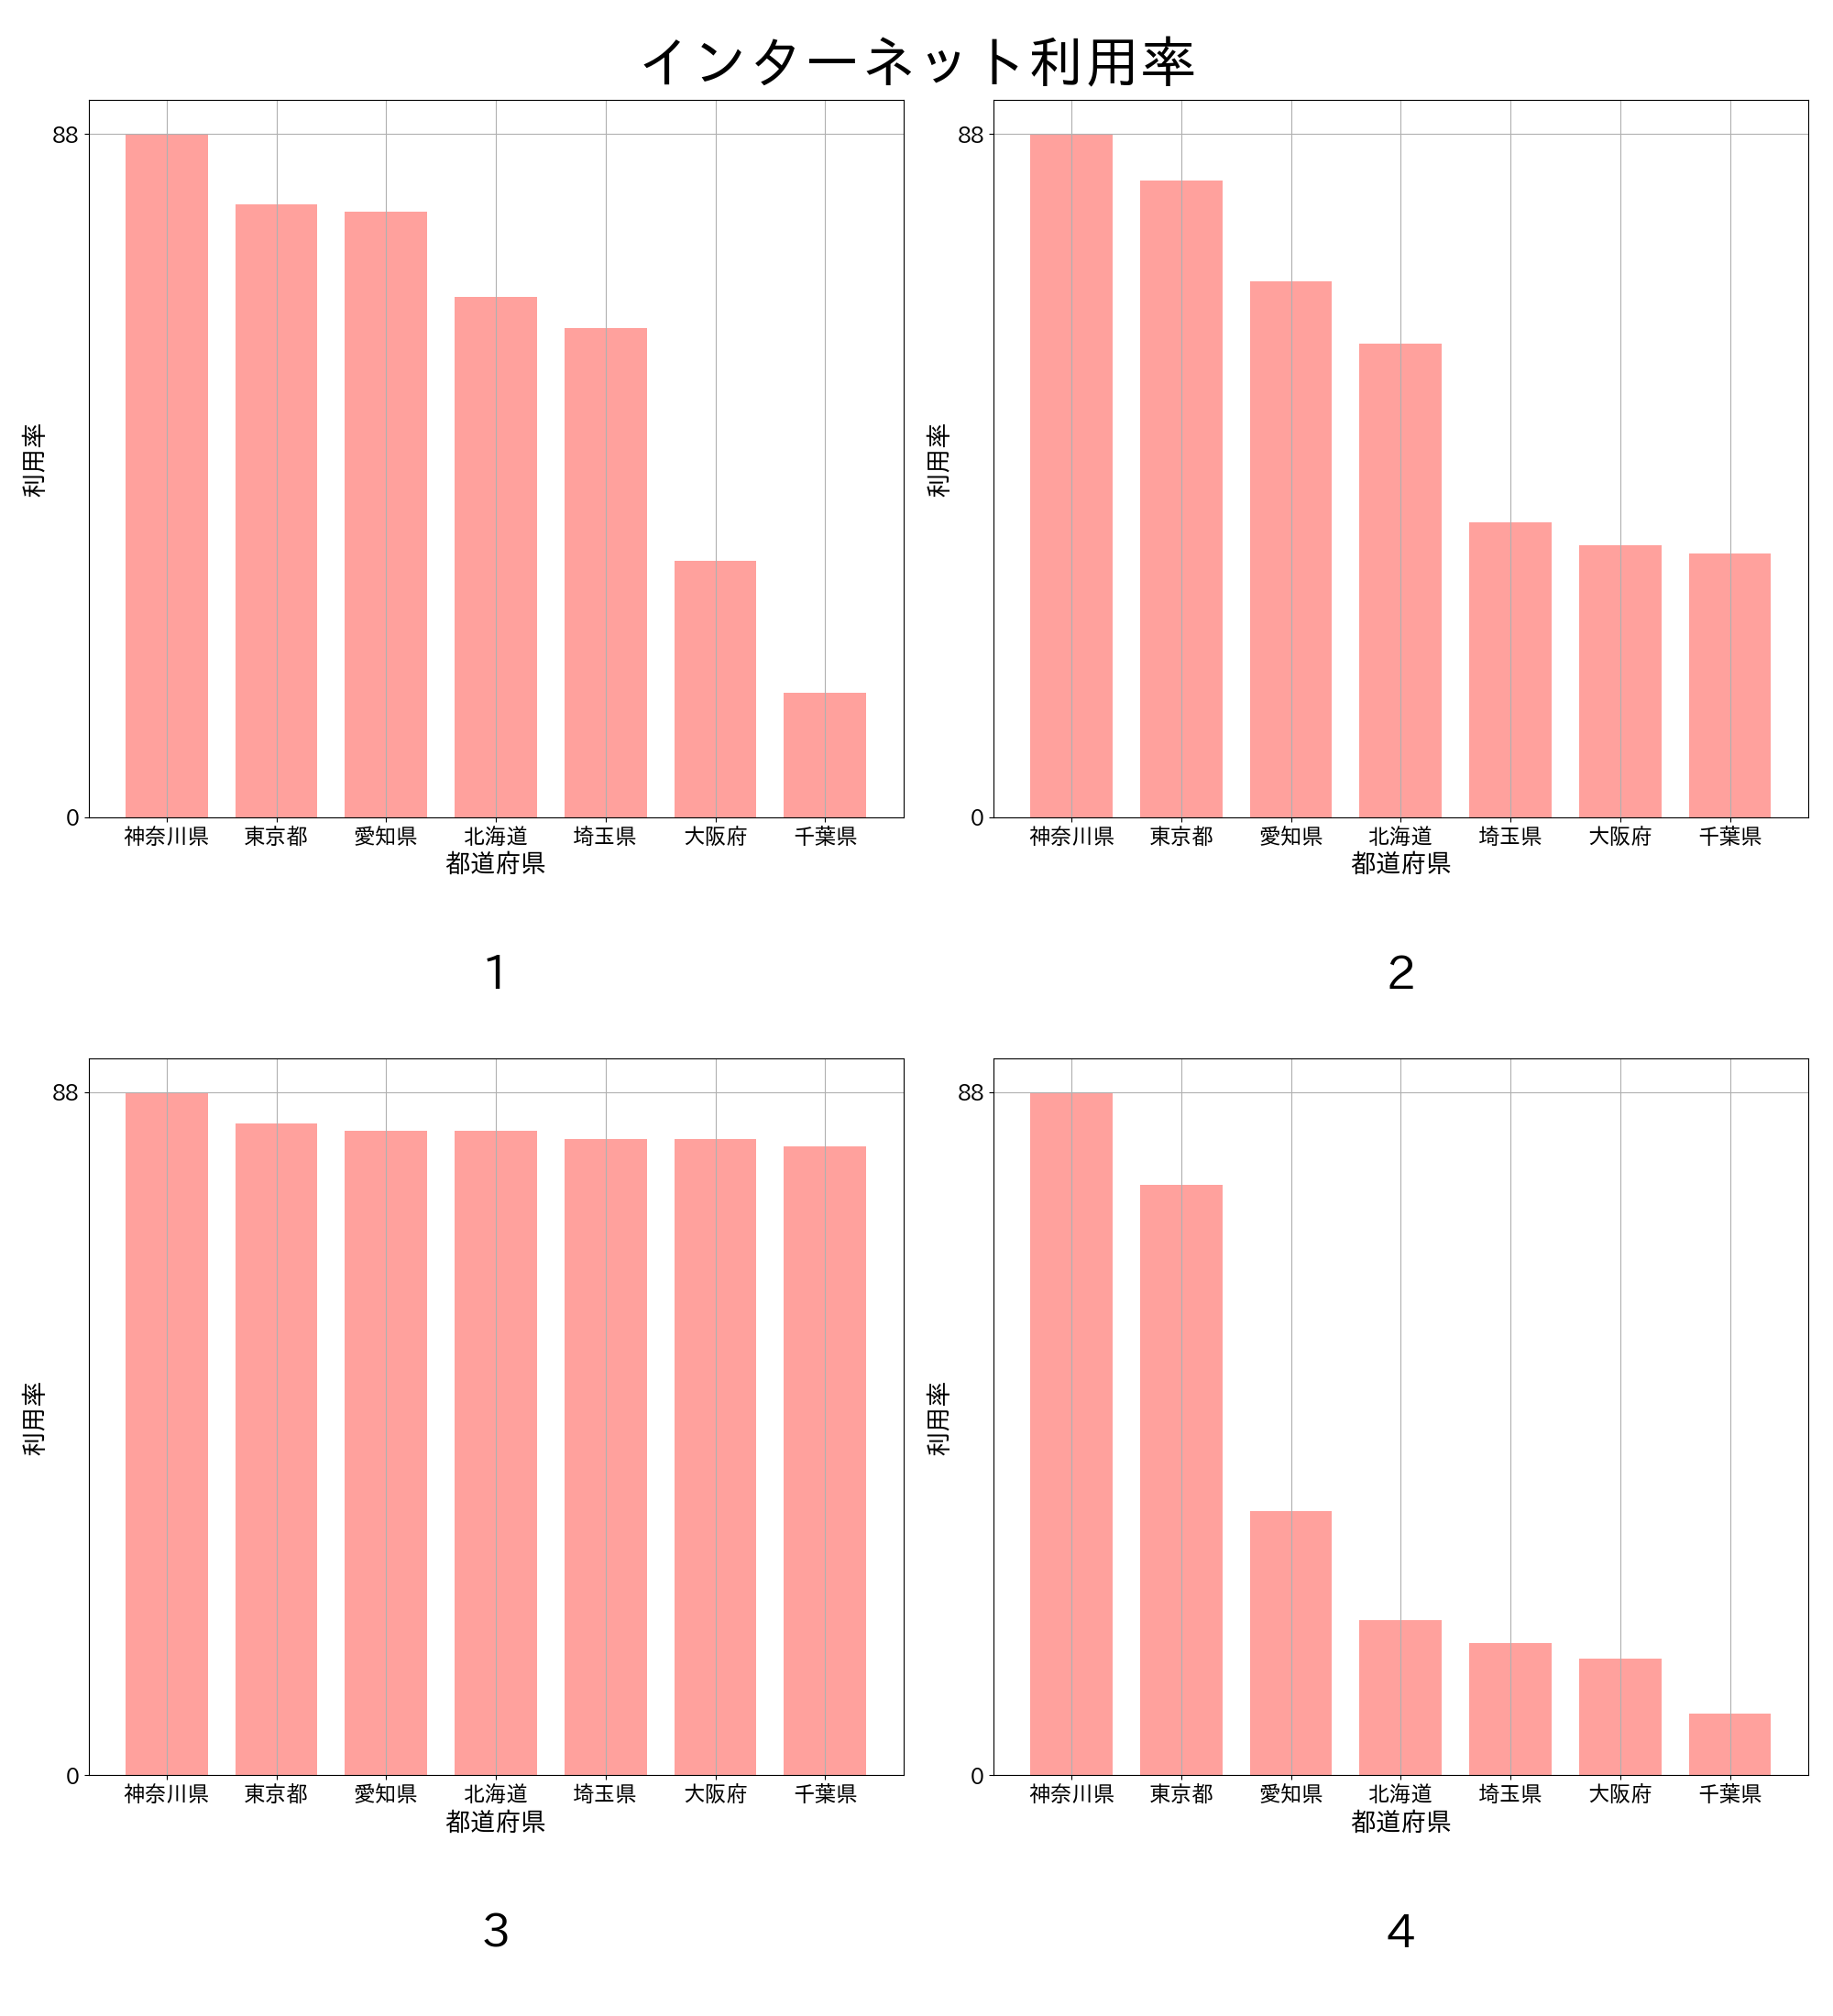 インターネット利用率
88
0
利用率
神奈川県 東京都 愛知県 北海道 埼玉県 大阪府 千葉県
都道府県
1
88
0
利用率
神奈川県 東京都 愛知県 北海道 埼玉県 大阪府 千葉県
都道府県
2
88
0
利用率
神奈川県 東京都 愛知県 北海道 埼玉県 大阪府 千葉県
都道府県
3
88
0
利用率
神奈川県 東京都 愛知県 北海道 埼玉県 大阪府 千葉県
都道府県
4